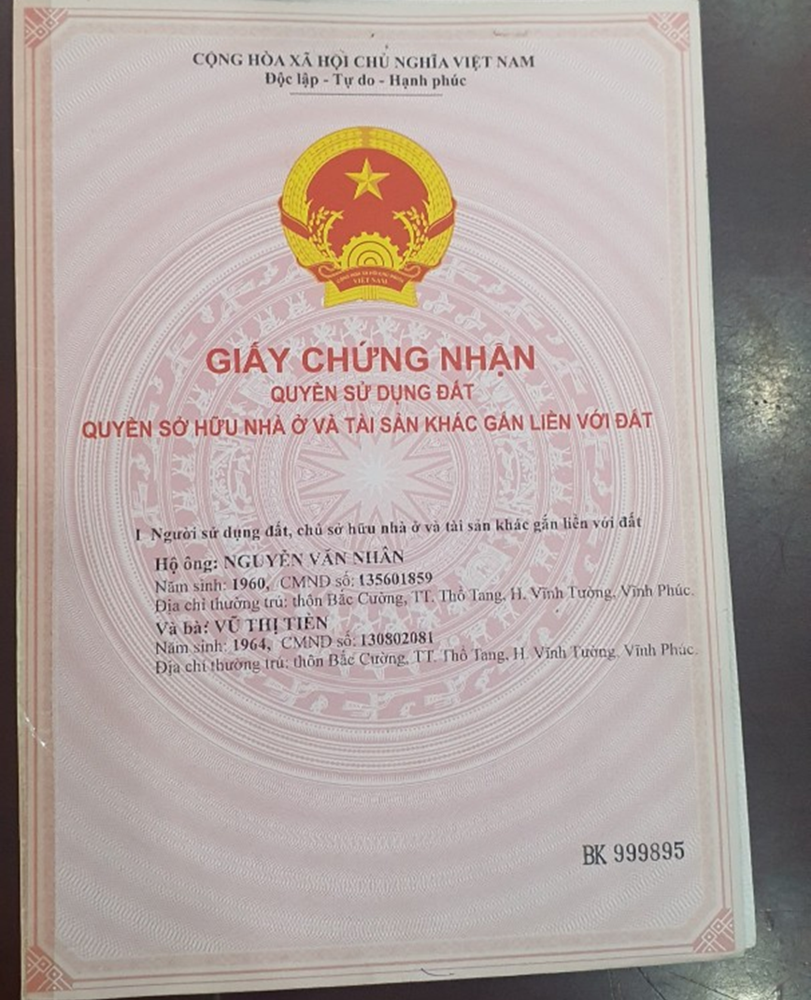 CỘNG HÒA XÃ HỘI CHỦ NGHĨA VIỆT NAM
Độc lập - Tự do - Hạnh phúc
VIỆT NAM
GIẤY CHỨNG NHẬN
QUYỀN SỬ DỤNG ĐẤT
QUYỀN SỞ HỮU NHÀ Ở VÀ TÀI SẢN KHÁC GẮN LIỀN VỚI ĐẤT
I Người sử dụng đất, chủ sở hữu nhà ở và tài sản khác gắn liền với đất
Hộ ông: NGUYỄN VĂN NHÂN
Năm sinh: 1960, CMND số: 135601859
Địa chỉ thường trú: thôn Bắc Cường, TT. Thổ Tang, H. Vĩnh Tường, Vĩnh Phúc.
Và bà: VŨ THỊ TIẾN
Năm sinh: 1964, CMND số: 130802081
Địa chỉ thường trú: thôn Bắc Cường, TT. Thổ Tang, H. Vĩnh Tường, Vĩnh Phúc.
BK 999895